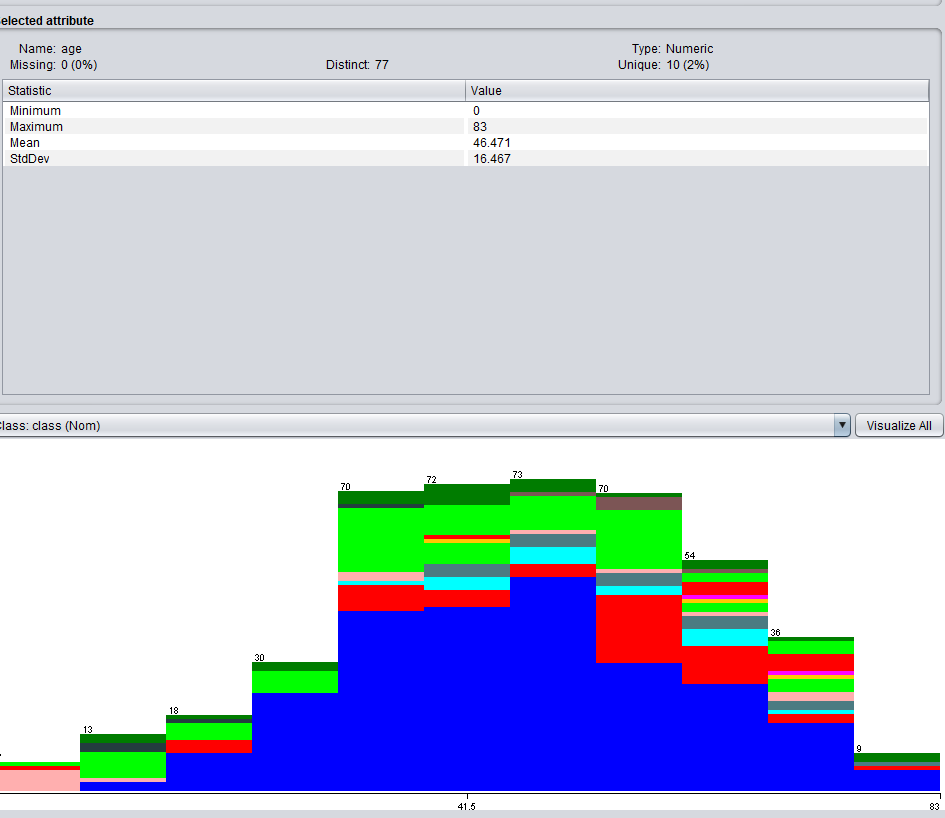 elected attribute
Name: age
Type: Numeric
Missing: 0 (0%)
Distinct: 77
Unique: 10 (2%)
Statistic
Value
Minimum
0
Maximum
83
Mean
46.471
StdDev
16.467
lass: class (Nom)
Visualize All
73
72
70
70
54
36
30
18
13
9
41.5
83